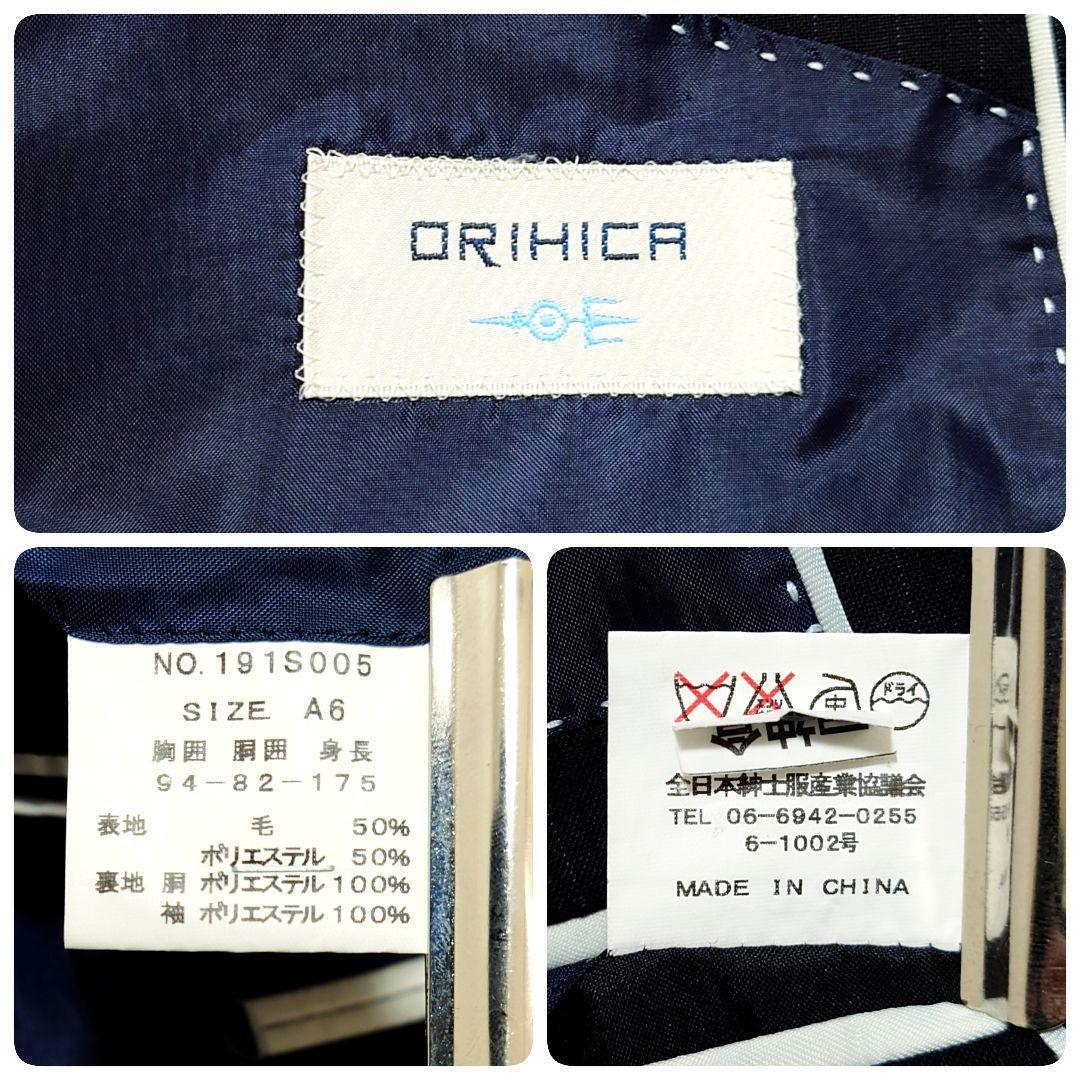 ORIHICA
NO.191S005
SIZE A6
胸囲 胴囲 身長
94-82-175
表地 毛 50%
ポリエステル 50%
裏地 胴 ポリエステル 100%
袖 ポリエステル 100%
中
ドライ
全日本紳士服産業協議会
TEL 06-6942-0255
6-1002号
MADE IN CHINA